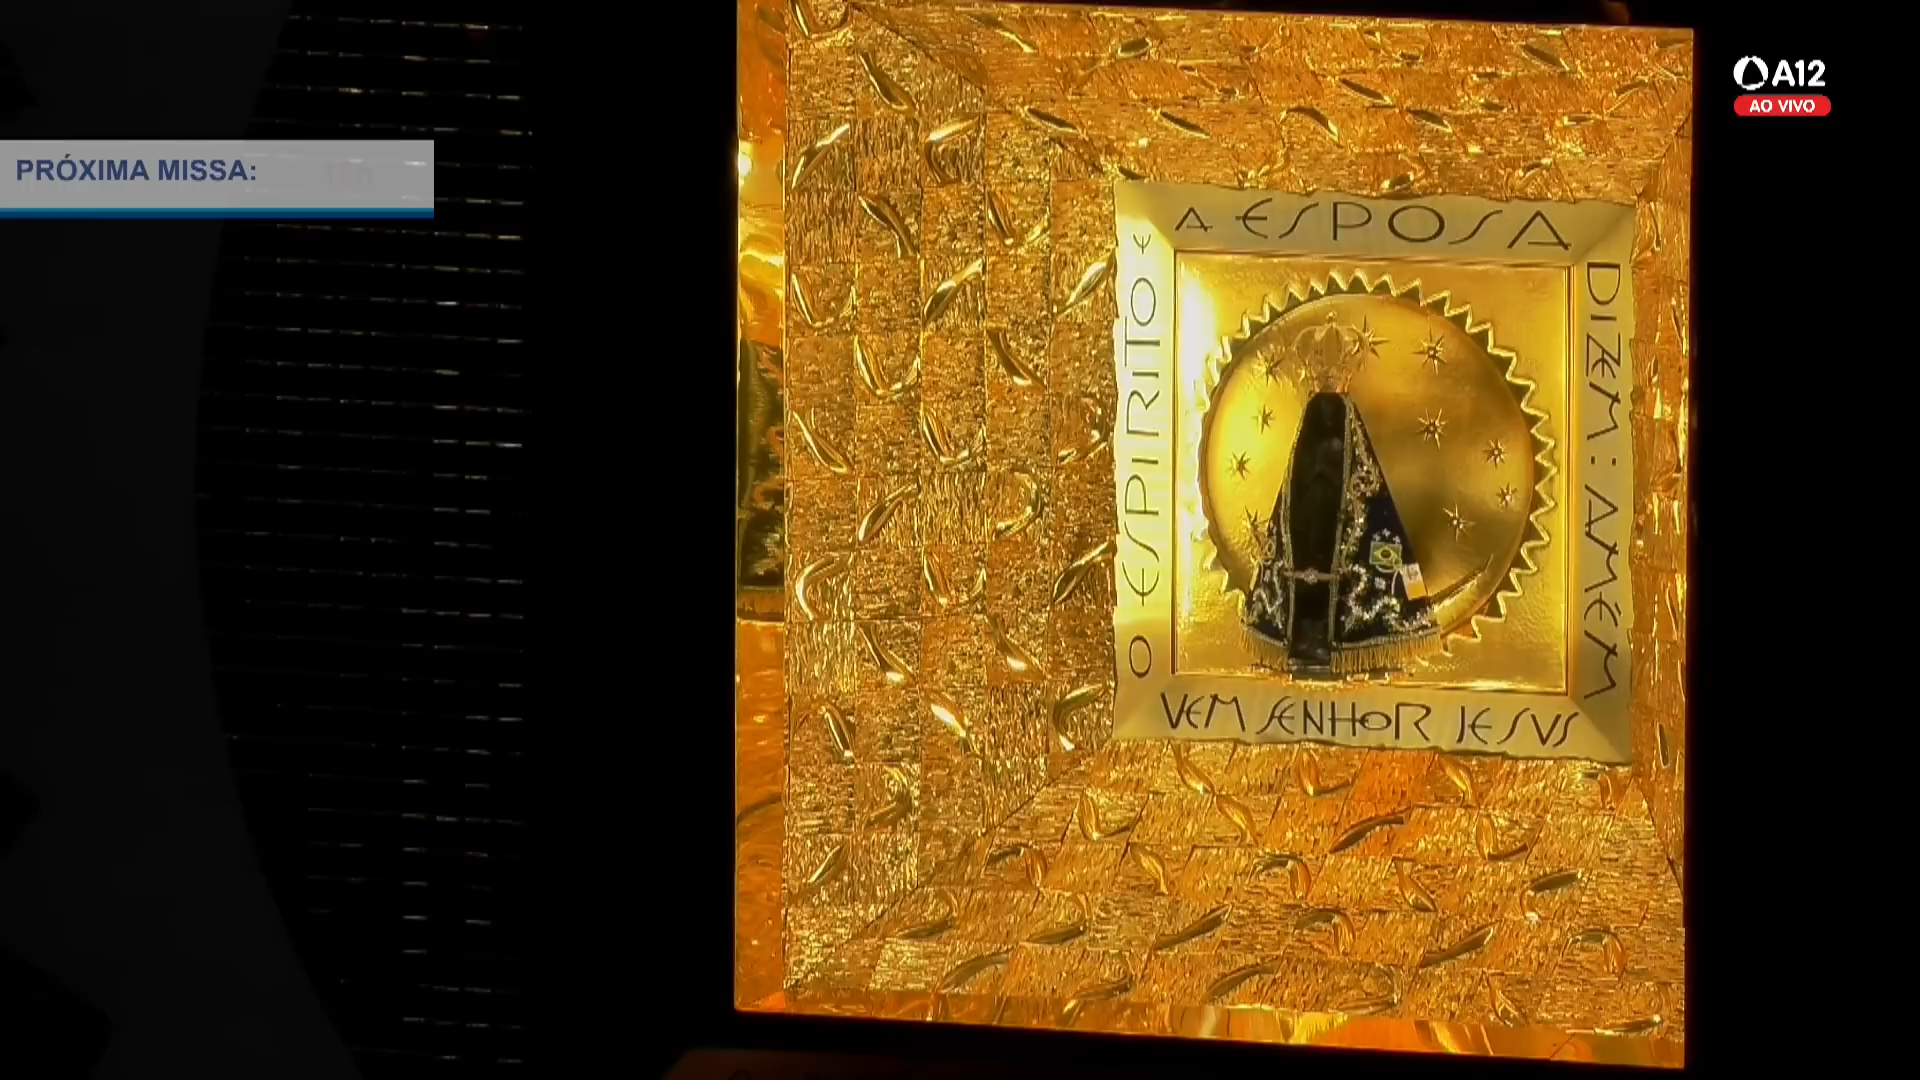 A12
AO VIVO
PRÓXIMA MISSA:
O ESPIRITO E
A ESPOSA
DIZEM: AMÉM
VEM SENHOR JESUS